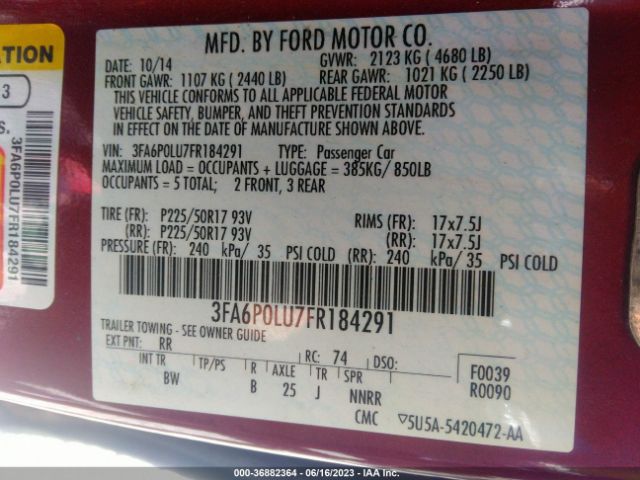 MFD. BY FORD MOTOR CO.
DATE: 10/14 GVWR: 2123 KG ( 4680 LB)
FRONT GAWR: 1107 KG ( 2440 LB) REAR GAWR: 1021 KG ( 2250 LB)
THIS VEHICLE CONFORMS TO ALL APPLICABLE FEDERAL MOTOR
VEHICLE SAFETY, BUMPER, AND THEFT PREVENTION STANDARDS
IN EFFECT ON THE DATE OF MANUFACTURE SHOWN ABOVE.
VIN: 3FA6P0LU7FR184291 TYPE: Passenger Car
MAXIMUM LOAD = OCCUPANTS + LUGGAGE = 385KG/ 850LB
OCCUPANTS = 5 TOTAL; 2 FRONT, 3 REAR
TIRE (FR): P225/50R17 93V RIMS (FR): 17x7.5J
(RR): P225/50R17 93V (RR): 17x7.5J
PRESSURE (FR): 240 kPa/ 35 PSI COLD (RR): 240 kPa/ 35 PSI COLD
3FA6P0LU7FR184291
TRAILER TOWING - SEE OWNER GUIDE
EXT PNT: RR RC: 74 DSO: F0039
INT TR TP/PS R AXLE TR SPR R0090
BW B 25 J NNRR
CMC ▽5U5A-5420472-AA
ATION
3
S.
3FA6P0LU7FR184291
000-36882364 - 06/16/2023 - IAA Inc.